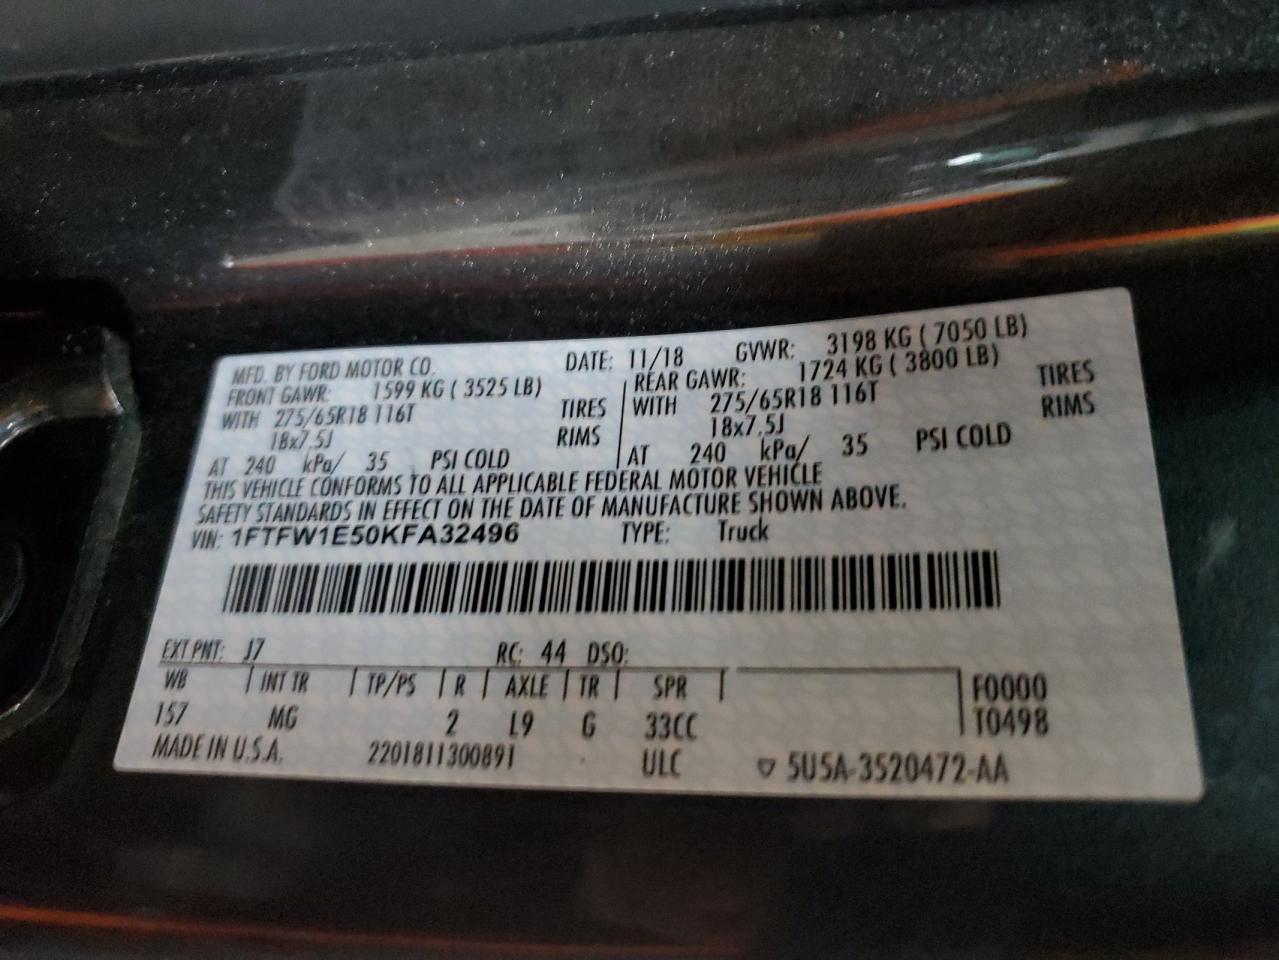 MFD. BY FORD MOTOR CO. DATE: 11/18 GVWR: 3198 KG ( 7050 LB)
FRONT GAWR: 1599 KG ( 3525 LB) REAR GAWR: 1724 KG ( 3800 LB)
WITH 275/65R18 116T TIRES WITH 275/65R18 116T TIRES
18x7.5J RIMS 18x7.5J RIMS
AT 240 kPa/ 35 PSI COLD AT 240 kPa/ 35 PSI COLD
THIS VEHICLE CONFORMS TO ALL APPLICABLE FEDERAL MOTOR VEHICLE
SAFETY STANDARDS IN EFFECT ON THE DATE OF MANUFACTURE SHOWN ABOVE.
VIN: 1FTFW1E50KFA32496 TYPE: Truck
EXT PNT: J7 RC: 44 DSO:
WB INT TR TP/PS R AXLE TR SPR F0000
157 MG 2 L9 G 33CC T0498
MADE IN U.S.A. 2201811300891 ULC ▽ 5U5A-3520472-AA